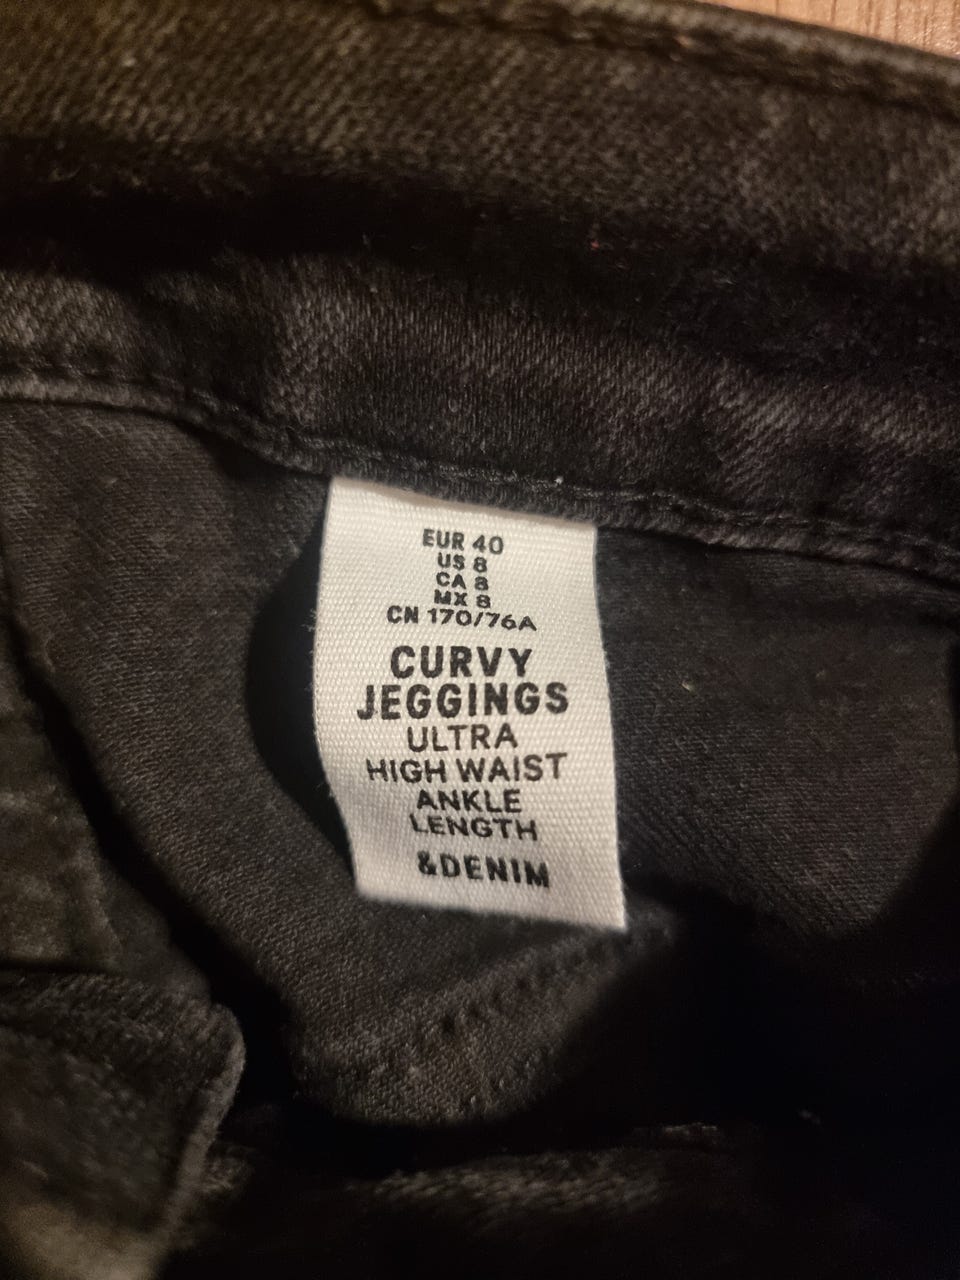 EUR 40
US 8
CA 8
MX 8
CN 170/76A
CURVY
JEGGINGS
ULTRA
HIGH WAIST
ANKLE
LENGTH
&DENIM